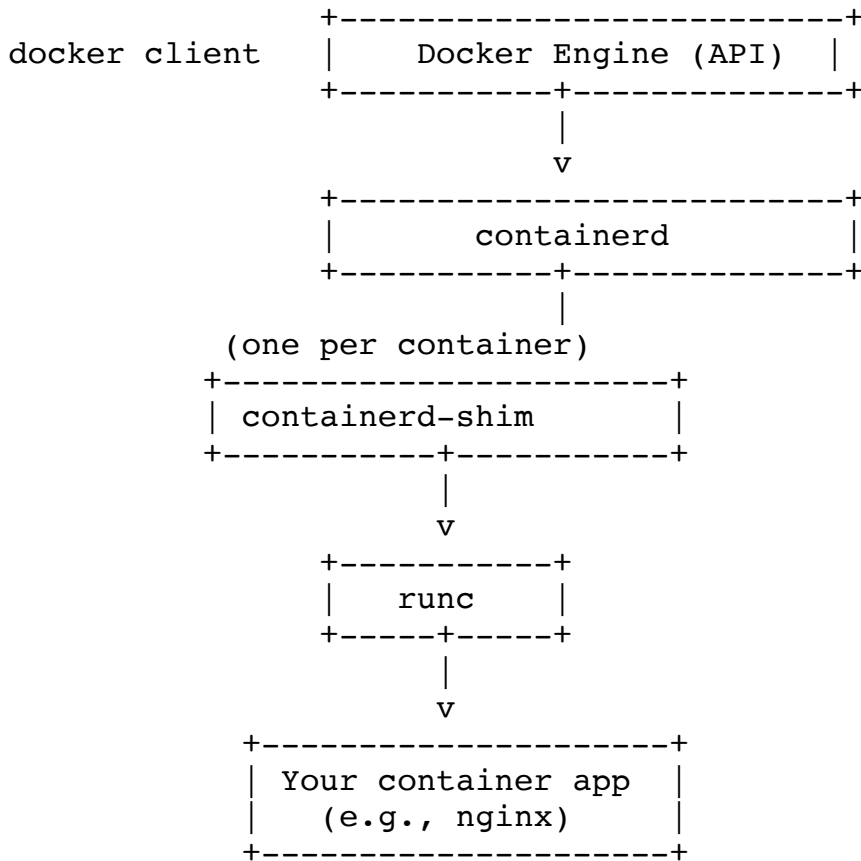 docker client
Docker Engine (API)
containerd
(one per container)
containerd-shim
runc
Your container app
(e.g., nginx)